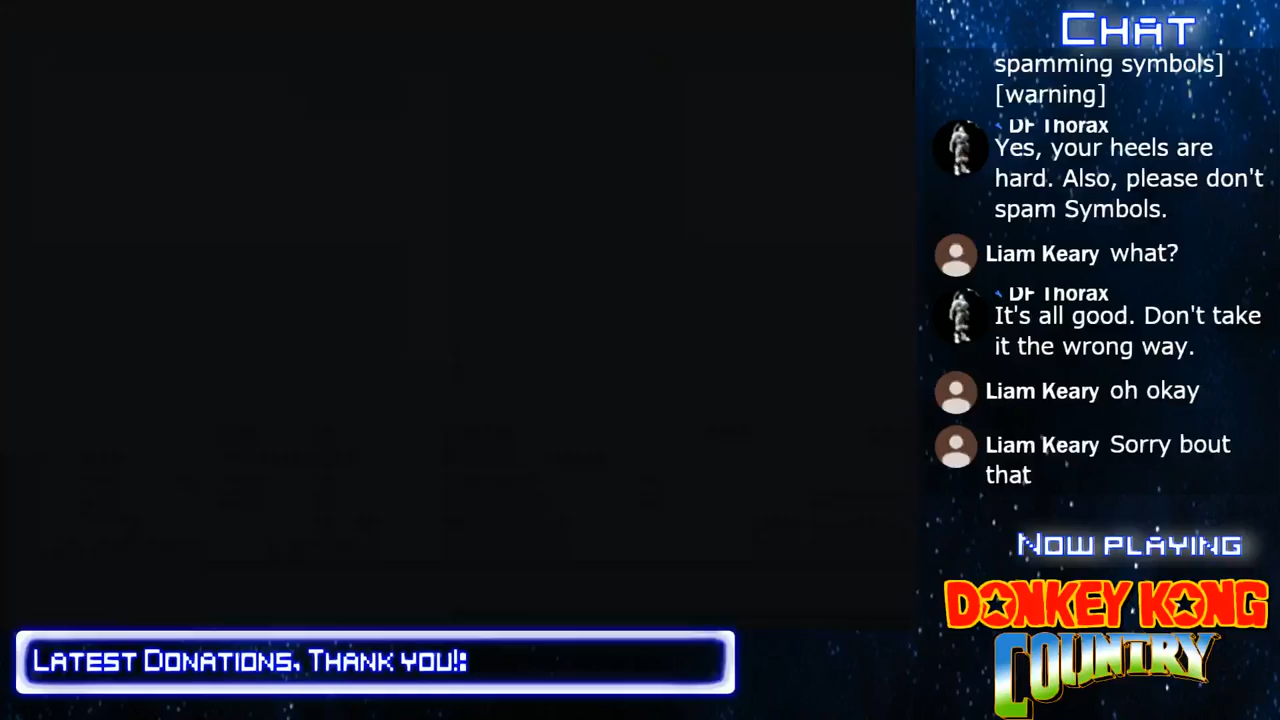 CHAT
spamming symbols]
[warning]
DF Thorax
Yes, your heels are
hard. Also, please don't
spam Symbols.
Liam Keary what?
DF Thorax
It's all good. Don't take
it the wrong way.
Liam Keary oh okay
Liam Keary Sorry bout
that
NOW PLAYING
DONKEY KONG
COUNTRY
LATEST DONATIONS, THANK YOU!: